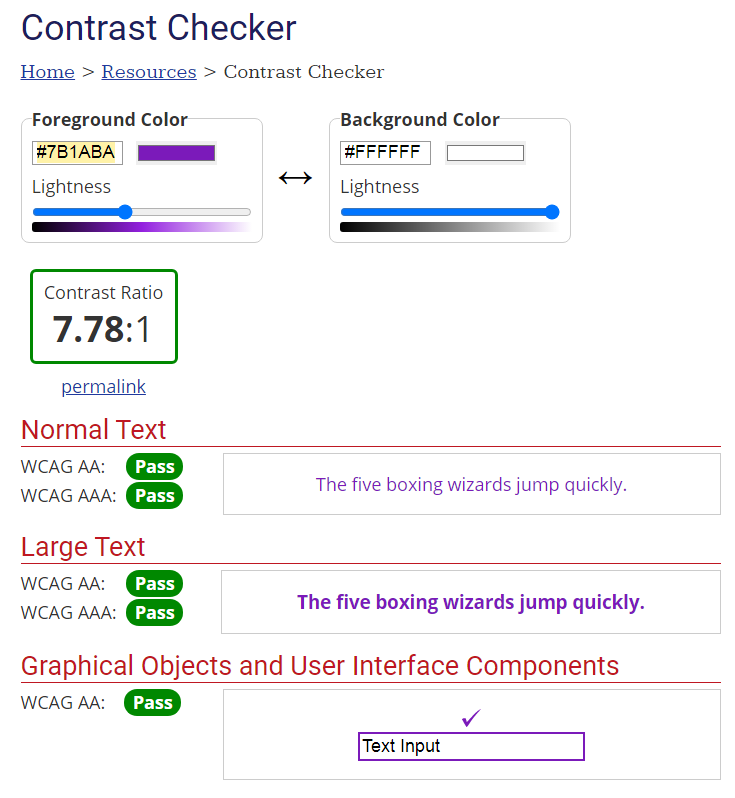 Contrast Checker
Home > Resources > Contrast Checker
Foreground Color
#7B1ABA
Lightness
Background Color
#FFFFFF
Lightness
Contrast Ratio
7.78:1
permalink
Normal Text
WCAG AA: Pass
WCAG AAA: Pass
The five boxing wizards jump quickly.
Large Text
WCAG AA: Pass
WCAG AAA: Pass
The five boxing wizards jump quickly.
Graphical Objects and User Interface Components
WCAG AA: Pass
Text Input